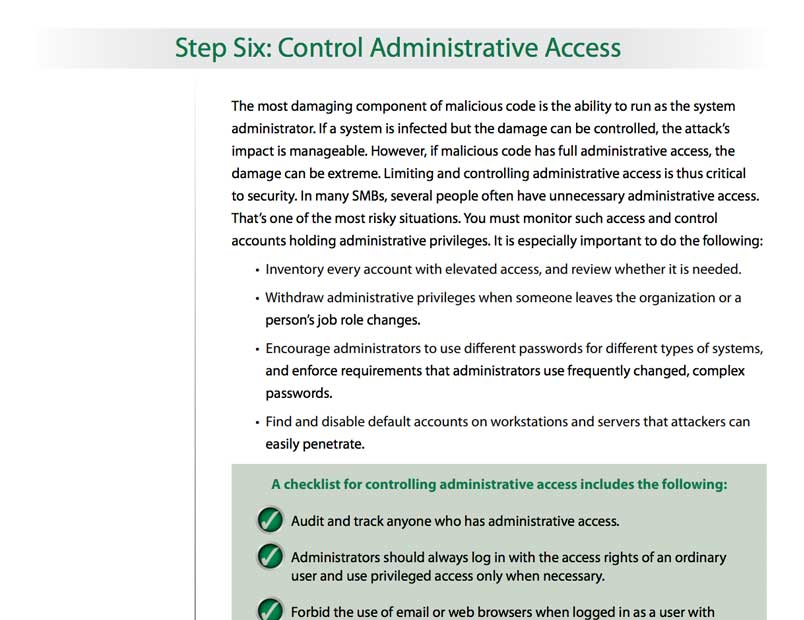 Step Six: Control Administrative Access
The most damaging component of malicious code is the ability to run as the system
administrator. If a system is infected but the damage can be controlled, the attack's
impact is manageable. However, if malicious code has full administrative access, the
damage can be extreme. Limiting and controlling administrative access is thus critical
to security. In many SMBs, several people often have unnecessary administrative access.
That's one of the most risky situations. You must monitor such access and control
accounts holding administrative privileges. It is especially important to do the following:
• Inventory every account with elevated access, and review whether it is needed.
• Withdraw administrative privileges when someone leaves the organization or a
person's job role changes.
• Encourage administrators to use different passwords for different types of systems,
and enforce requirements that administrators use frequently changed, complex
passwords.
• Find and disable default accounts on workstations and servers that attackers can
easily penetrate.
A checklist for controlling administrative access includes the following:
Audit and track anyone who has administrative access.
Administrators should always log in with the access rights of an ordinary
user and use privileged access only when necessary.
Forbid the use of email or web browsers when logged in as a user with